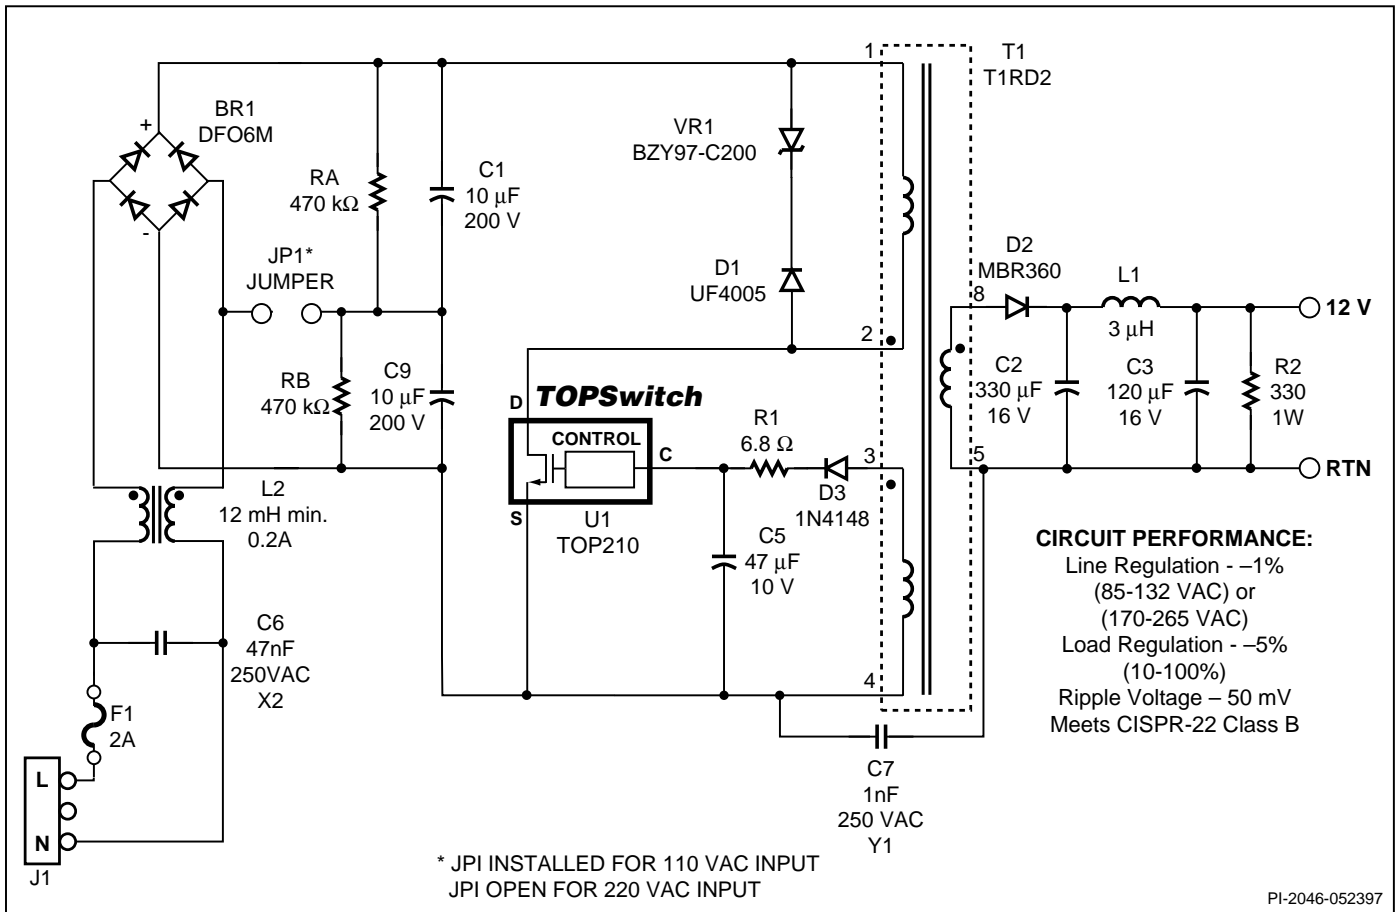 BR1
DFO6M
+
-
RA
470 kΩ
C1
10 μF
200 V
JP1*
JUMPER
RB
470 kΩ
C9
10 μF
200 V
L2
12 mH min.
0.2A
C6
47nF
250VAC
X2
F1
2A
L
N
J1
VR1
BZY97-C200
D1
UF4005
TOPSwitch
D
CONTROL
C
S
U1
TOP210
R1
6.8 Ω
D3
1N4148
C5
47 μF
10 V
1
2
3
4
T1
T1RD2
8
5
D2
MBR360
L1
3 μH
C2
330 μF
16 V
C3
120 μF
16 V
R2
330
1W
12 V
RTN
C7
1nF
250 VAC
Y1
CIRCUIT PERFORMANCE:
Line Regulation - –1%
(85-132 VAC) or
(170-265 VAC)
Load Regulation - –5%
(10-100%)
Ripple Voltage – 50 mV
Meets CISPR-22 Class B
* JPI INSTALLED FOR 110 VAC INPUT
JPI OPEN FOR 220 VAC INPUT
PI-2046-052397